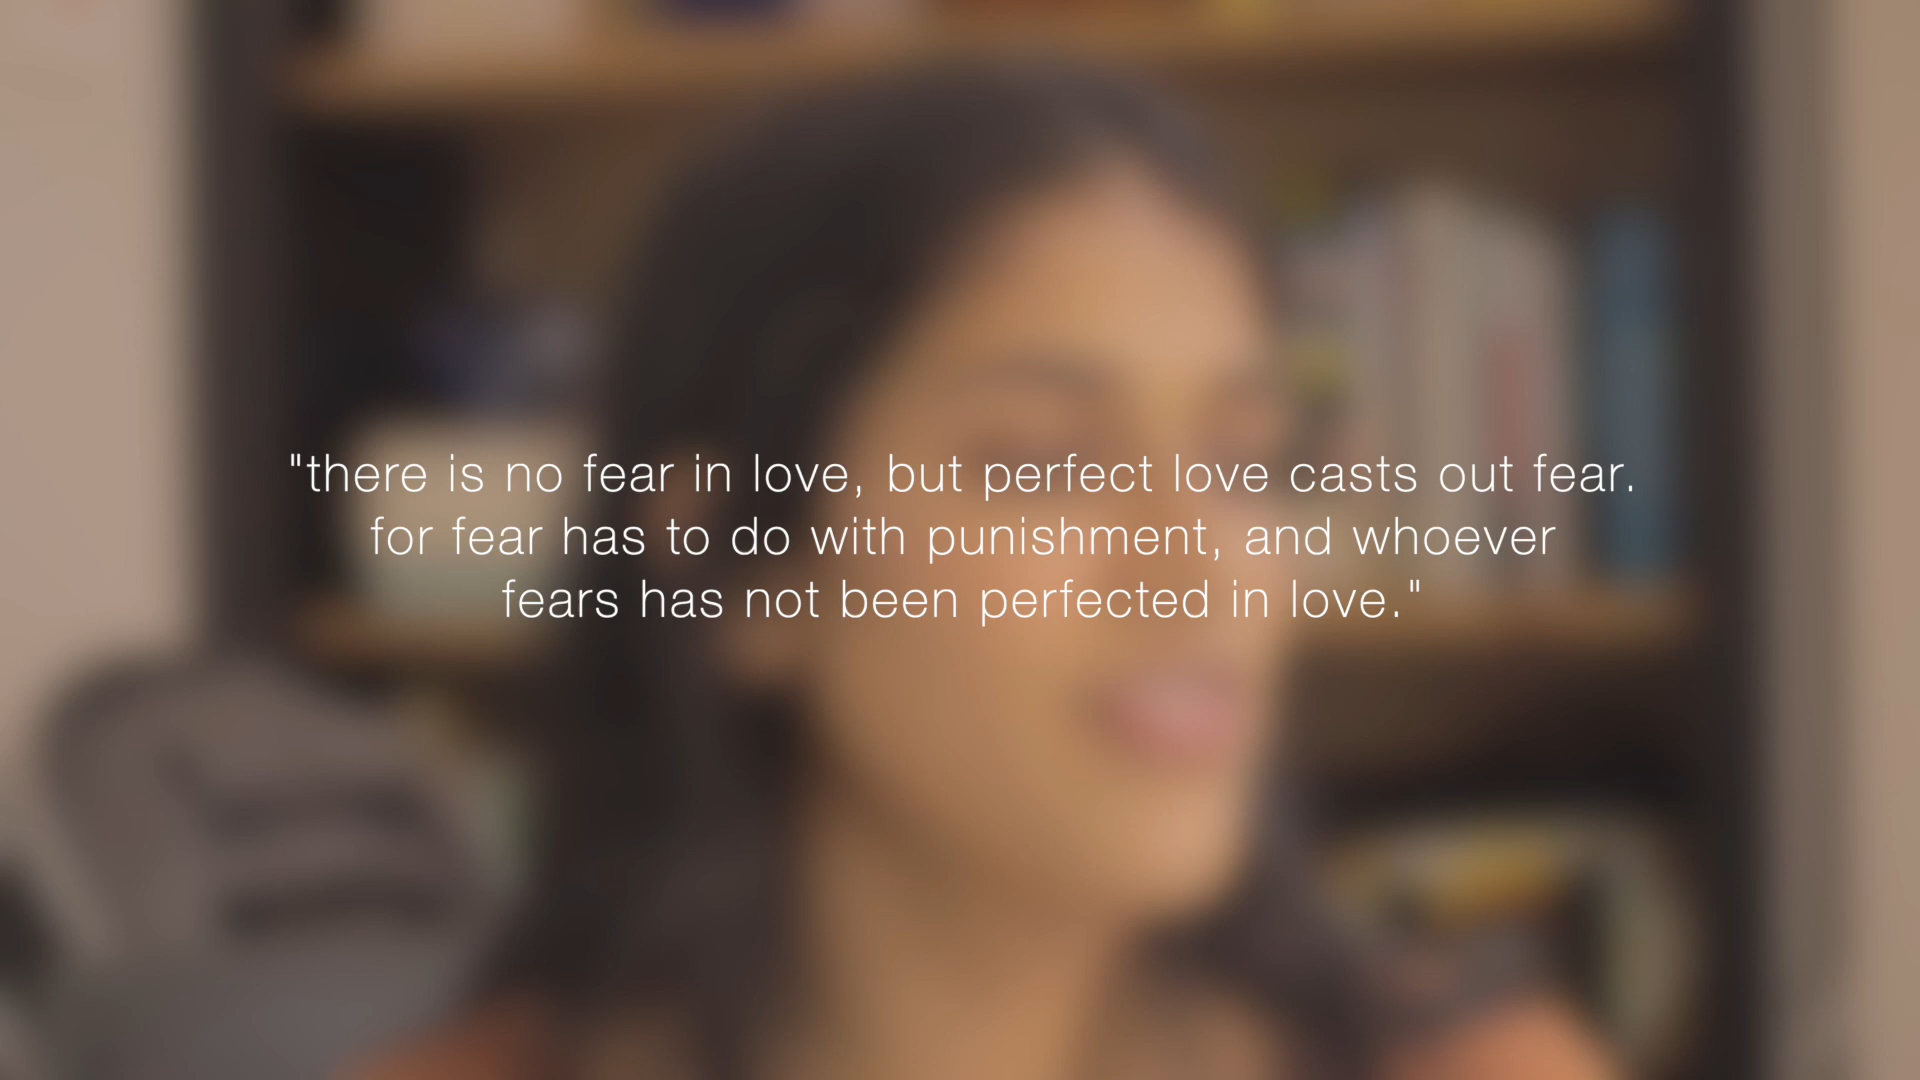 "there is no fear in love, but perfect love casts out fear.
for fear has to do with punishment, and whoever
fears has not been perfected in love."